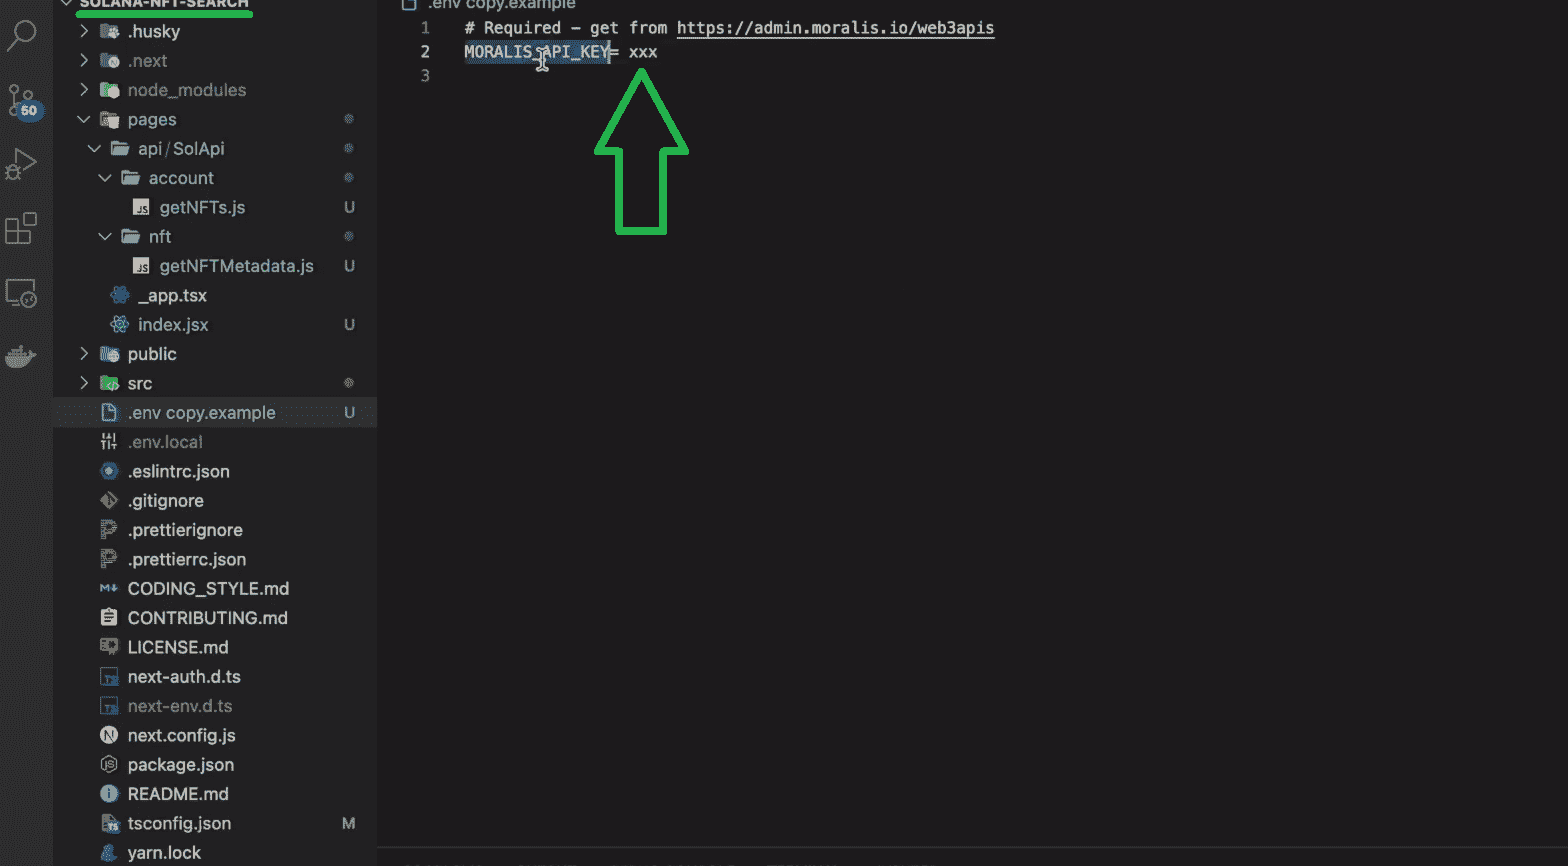 SOLANA-NFT-SEARCH
.husky
.next
node_modules
pages
api/SolApi
account
getNFTs.js U
nft
getNFTMetadata.js U
_app.tsx
index.jsx U
public
src
.env copy.example U
.env.local
.eslintrc.json
.gitignore
.prettierignore
.prettierrc.json
CODING_STYLE.md
CONTRIBUTING.md
LICENSE.md
next-auth.d.ts
next-env.d.ts
next.config.js
package.json
README.md
tsconfig.json M
yarn.lock
60
.env copy.example
1 # Required - get from https://admin.moralis.io/web3apis
2 MORALIS_API_KEY= xxx
3